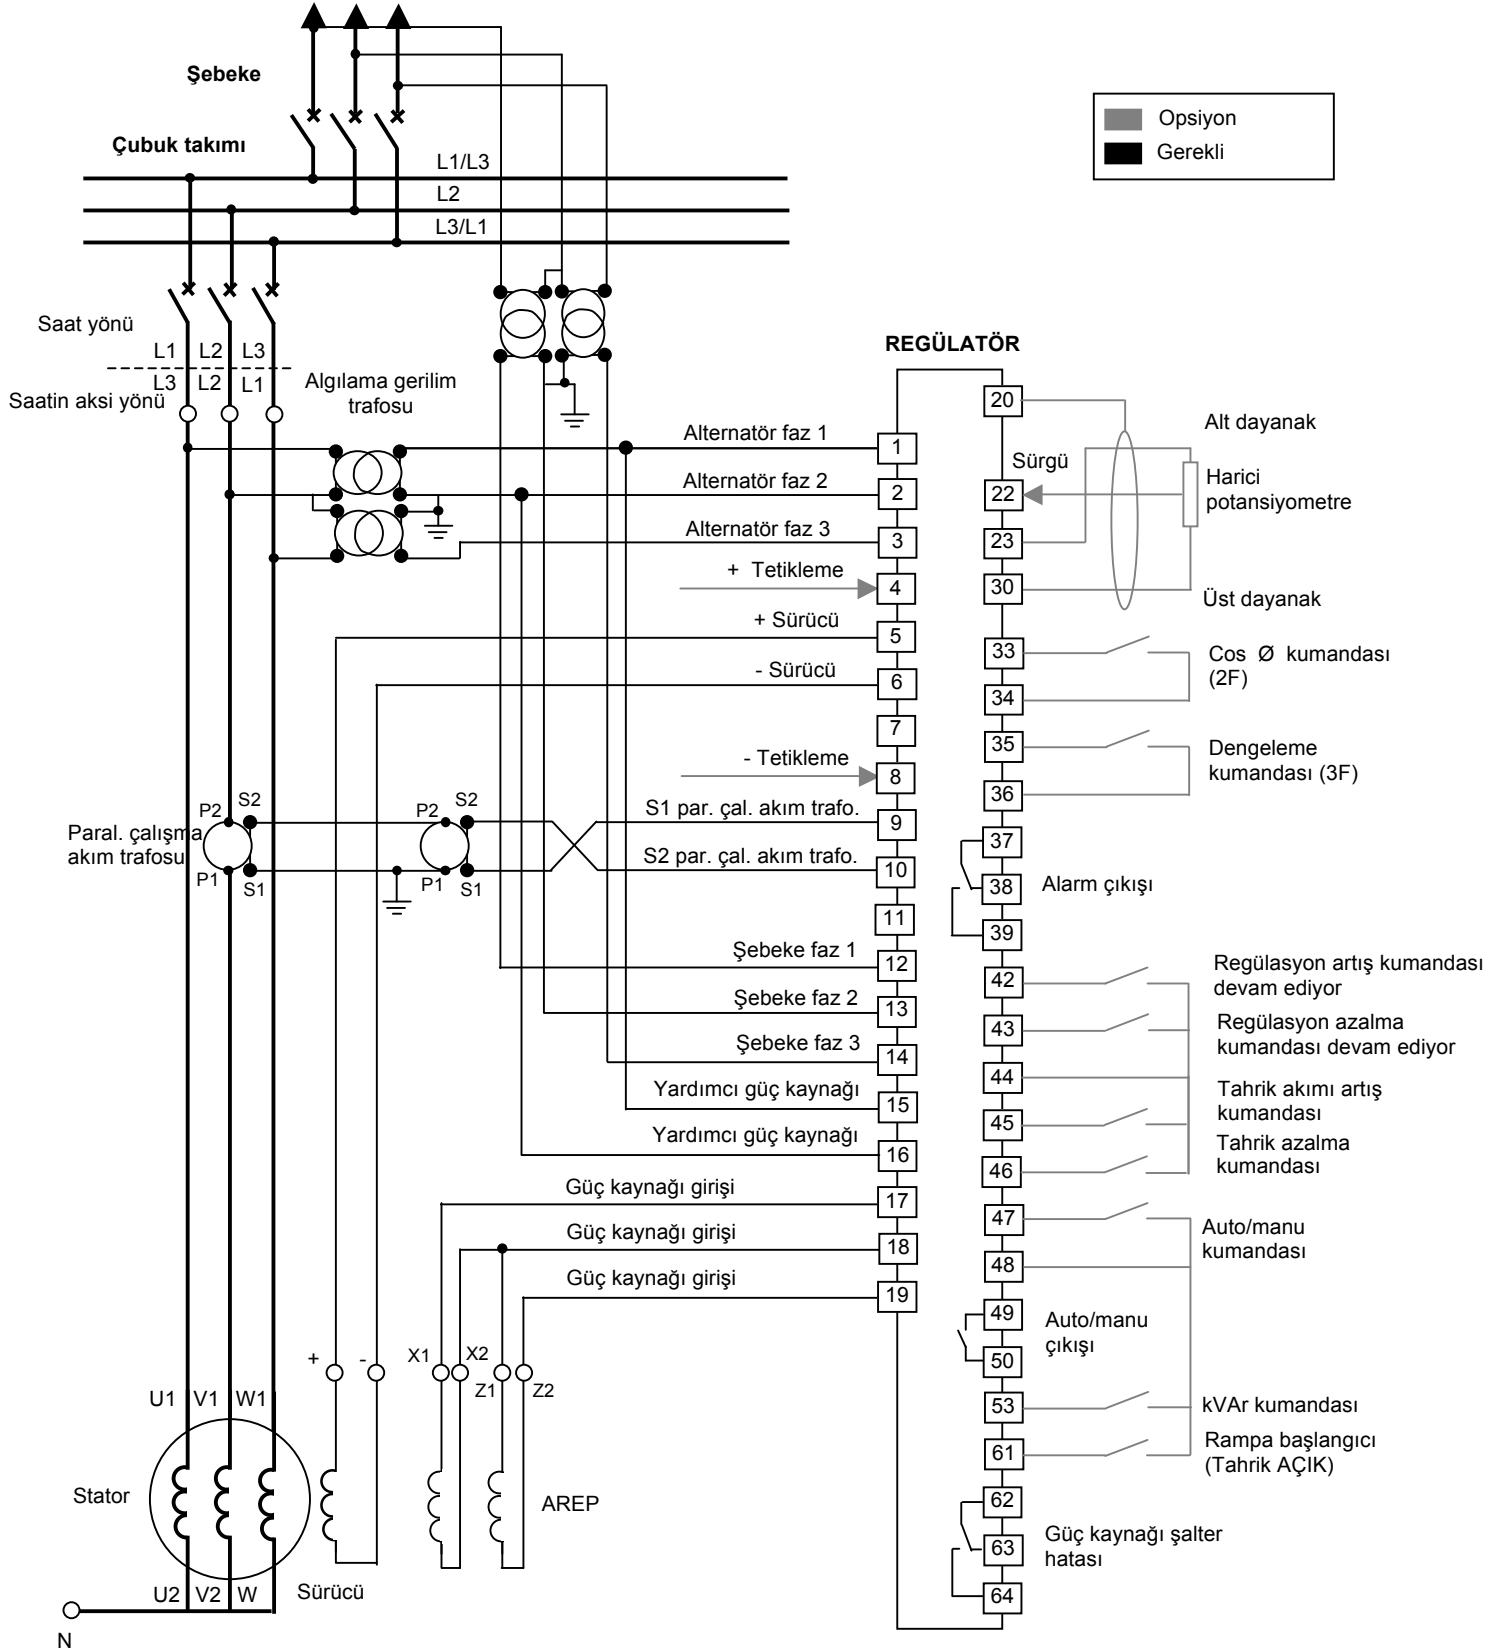 Şebeke
Çubuk takımı
L1/L3
L2
L3/L1
Opsiyon
Gerekli
Saat yönü
L1 L2 L3
L3 L2 L1
Saatin aksi yönü
Algılama gerilim
trafosu
REGÜLATÖR
Alternatör faz 1
1
Alternatör faz 2
2
Alternatör faz 3
3
+ Tetikleme
4
+ Sürücü
5
- Sürücü
6
7
- Tetikleme
8
S1 par. çal. akım trafo.
9
S2 par. çal. akım trafo.
10
11
Şebeke faz 1
12
Şebeke faz 2
13
Şebeke faz 3
14
Yardımcı güç kaynağı
15
Yardımcı güç kaynağı
16
Güç kaynağı girişi
17
Güç kaynağı girişi
18
Güç kaynağı girişi
19
20
Alt dayanak
Sürgü
22
Harici
potansiyometre
23
30
Üst dayanak
33
Cos Ø kumandası
(2F)
34
35
Dengeleme
kumandası (3F)
36
37
38
Alarm çıkışı
39
42
Regülasyon artış kumandası
devam ediyor
43
Regülasyon azalma
kumandası devam ediyor
44
Tahrik akımı artış
kumandası
45
Tahrik azalma
kumandası
46
47
Auto/manu
kumandası
48
49
Auto/manu
çıkışı
50
53
kVAr kumandası
61
Rampa başlangıcı
(Tahrik AÇIK)
62
Güç kaynağı şalter
hatası
63
64
P2 S2
P2 S2
Paral. çalışma
akım trafosu
P1 S1
P1 S1
+ -
X1 X2
Z1 Z2
U1 V1 W1
Stator
AREP
Sürücü
U2 V2 W
N